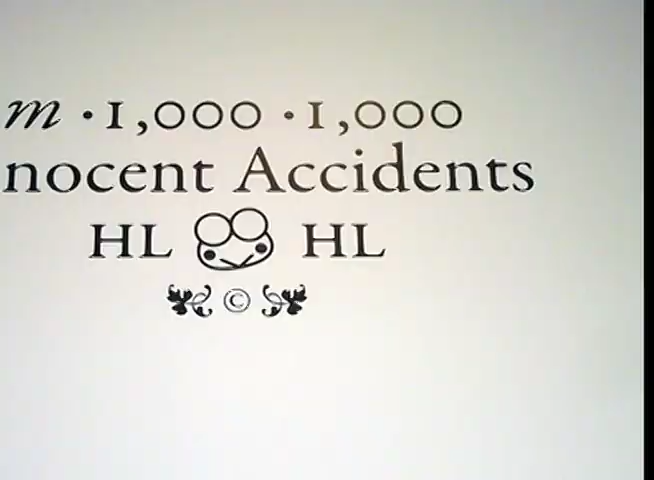 m · 1,000 · 1,000
nocent Accidents
HL HL
©